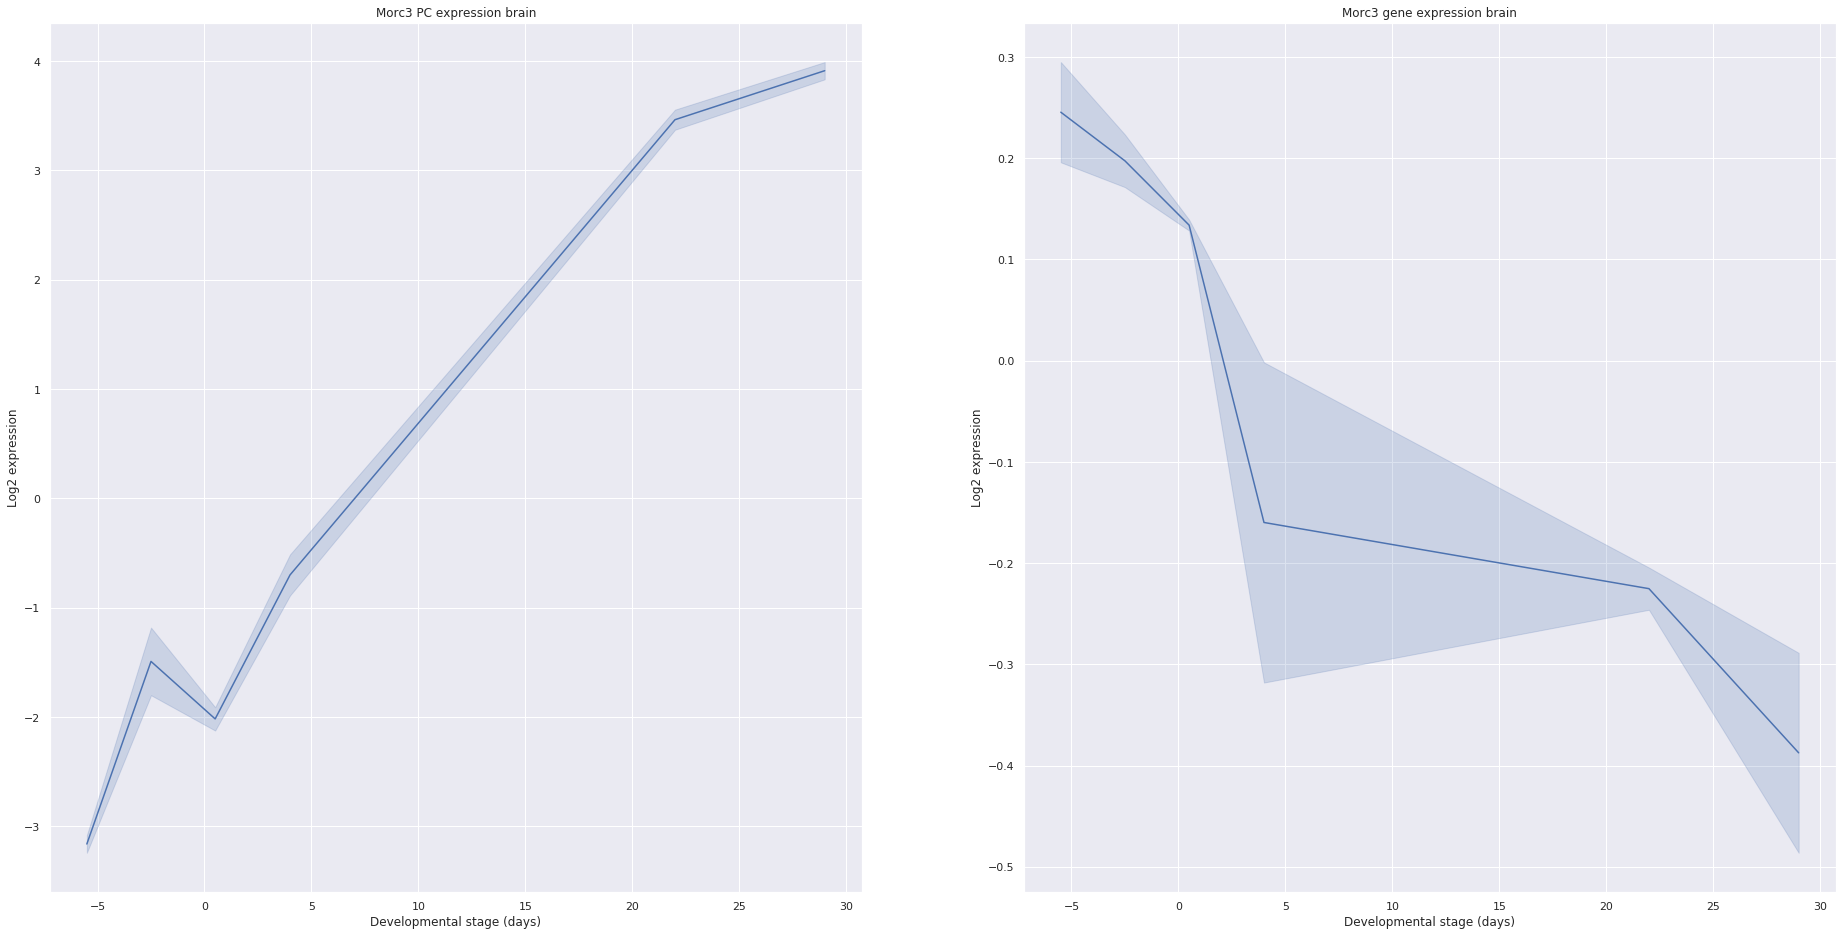 Morc3 PC expression brain
4
3
2
1
0
−1
−2
−3
Log2 expression
−5 0 5 10 15 20 25 30
Developmental stage (days)
Morc3 gene expression brain
0.3
0.2
0.1
0.0
−0.1
−0.2
−0.3
−0.4
−0.5
Log2 expression
−5 0 5 10 15 20 25 30
Developmental stage (days)